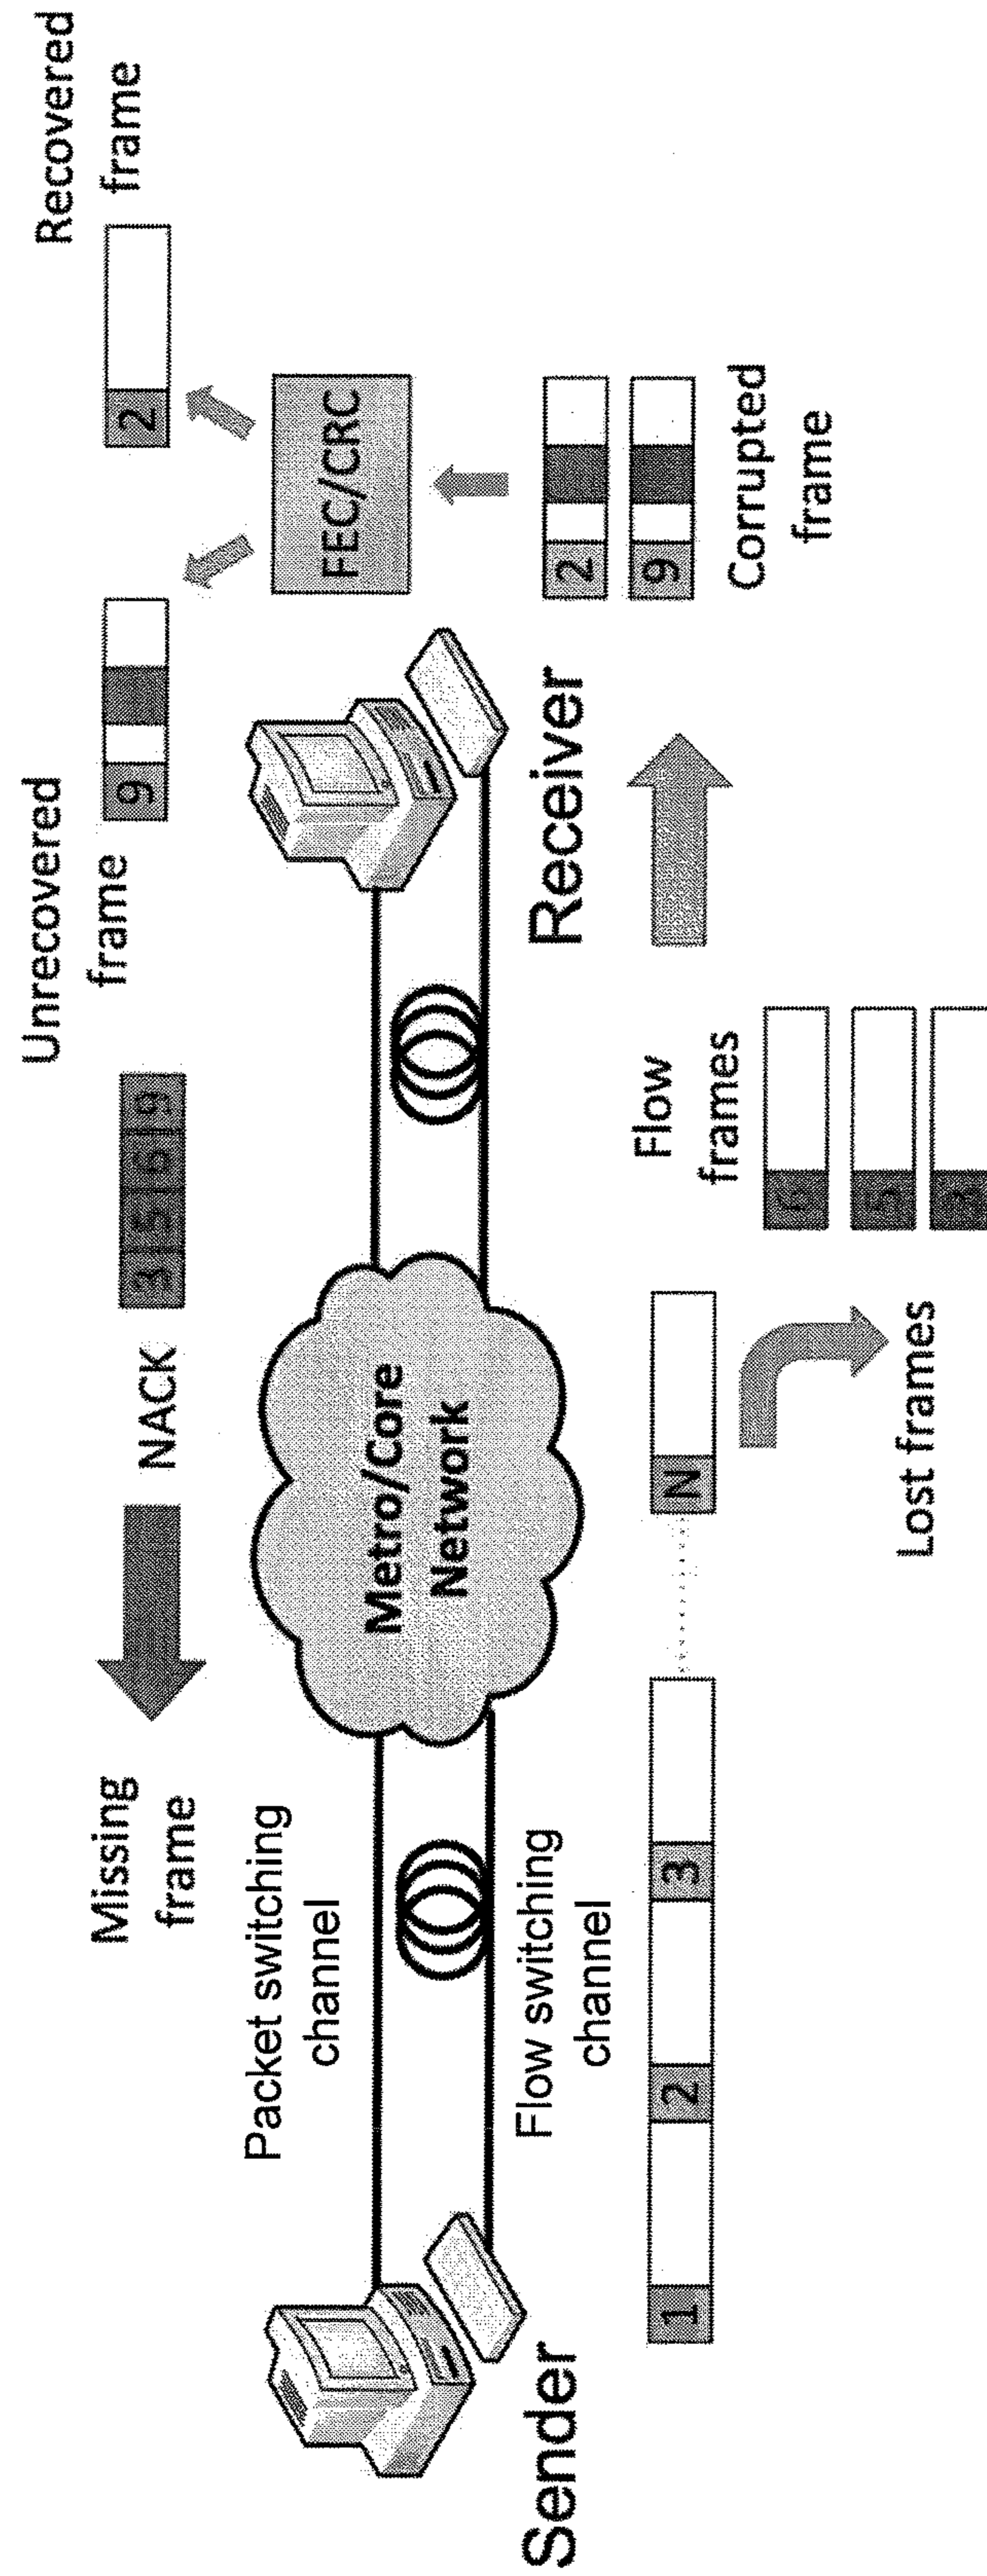 Missing
frame
NACK
3 5 6 9
Unrecovered
frame
9
Recovered
frame
2
Packet switching
channel
Metro/Core
Network
FEC/CRC
Flow switching
channel
Sender
Receiver
2
9
Corrupted
frame
1
2
3
N
Flow
frames
6
5
3
Lost frames